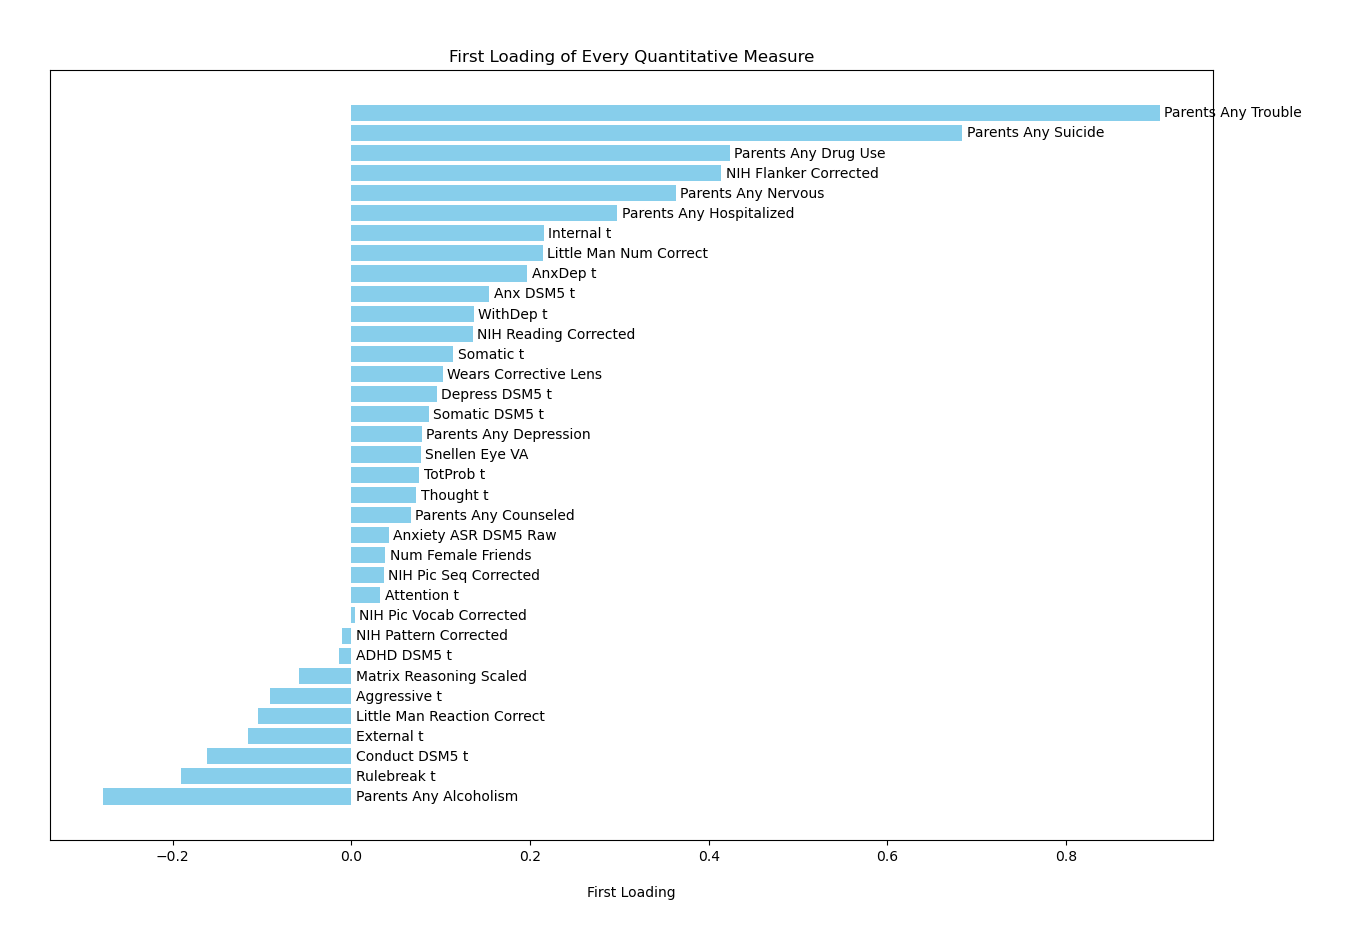 First Loading of Every Quantitative Measure
Parents Any Trouble
Parents Any Suicide
Parents Any Drug Use
NIH Flanker Corrected
Parents Any Nervous
Parents Any Hospitalized
Internal t
Little Man Num Correct
AnxDep t
Anx DSM5 t
WithDep t
NIH Reading Corrected
Somatic t
Wears Corrective Lens
Depress DSM5 t
Somatic DSM5 t
Parents Any Depression
Snellen Eye VA
TotProb t
Thought t
Parents Any Counseled
Anxiety ASR DSM5 Raw
Num Female Friends
NIH Pic Seq Corrected
Attention t
NIH Pic Vocab Corrected
NIH Pattern Corrected
ADHD DSM5 t
Matrix Reasoning Scaled
Aggressive t
Little Man Reaction Correct
External t
Conduct DSM5 t
Rulebreak t
Parents Any Alcoholism
−0.2 0.0 0.2 0.4 0.6 0.8
First Loading